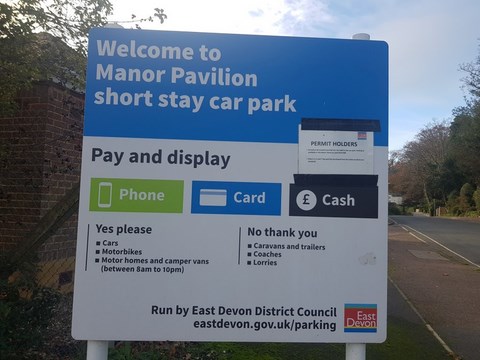 Welcome to
Manor Pavilion
short stay car park
PERMIT HOLDERS
Pay and display
Phone
Card
£ Cash
Yes please
▪ Cars
▪ Motorbikes
▪ Motor homes and camper vans
(between 8am to 10pm)
No thank you
▪ Caravans and trailers
▪ Coaches
▪ Lorries
Run by East Devon District Council
eastdevon.gov.uk/parking
East
Devon